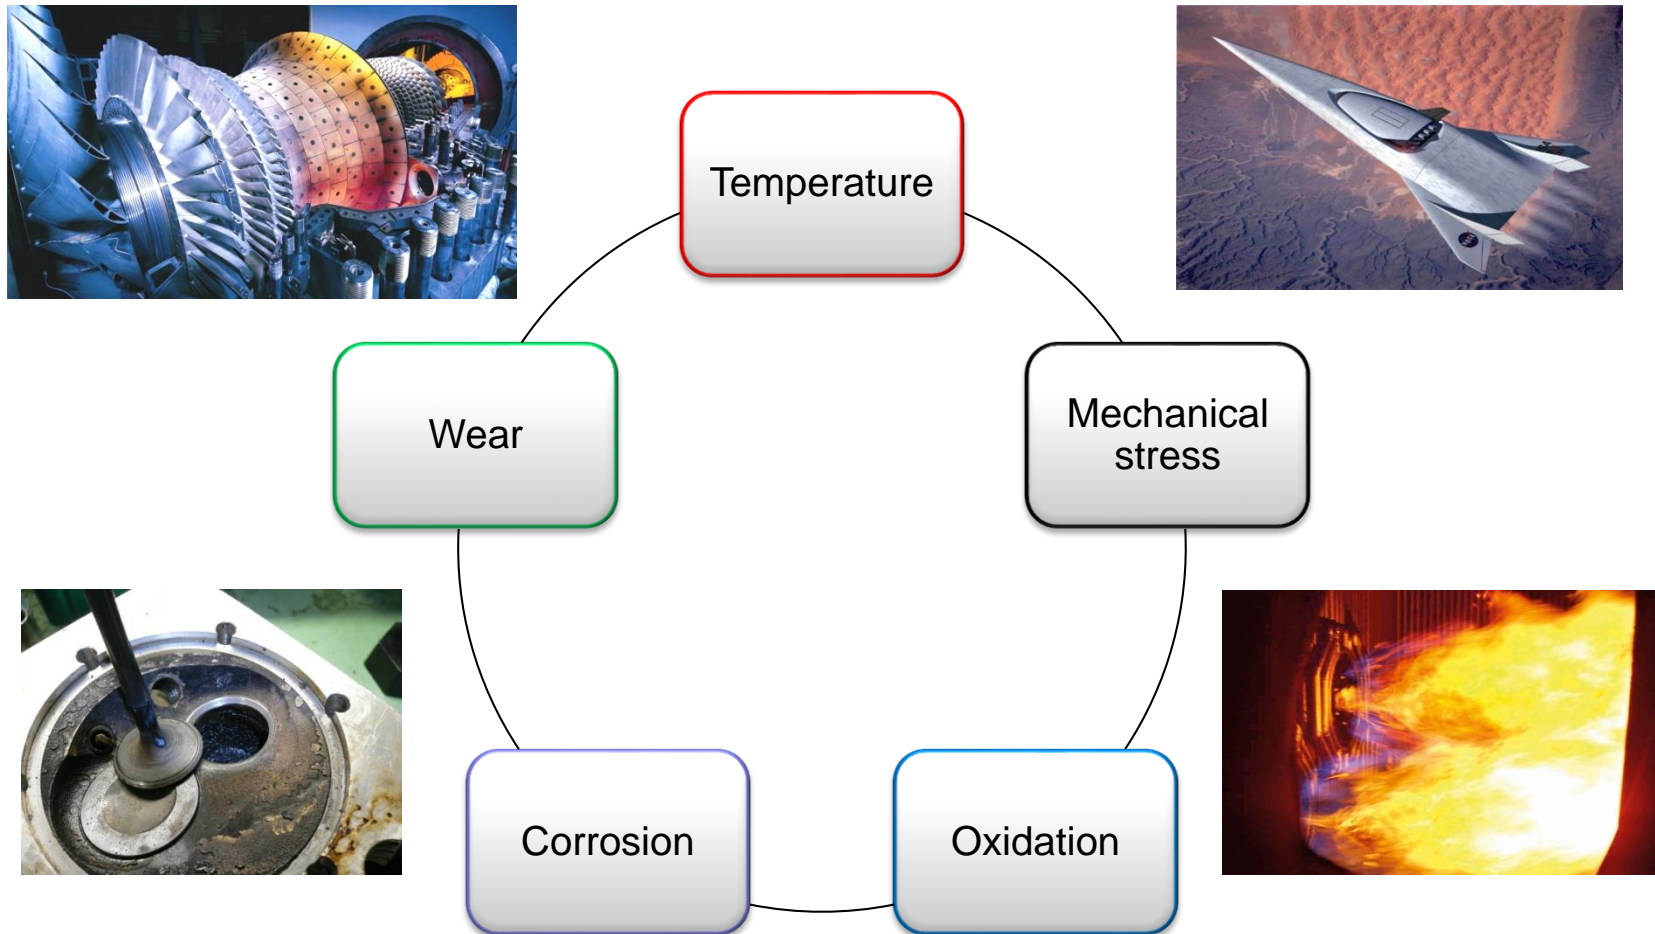 Temperature
Wear
Mechanical
stress
Corrosion
Oxidation